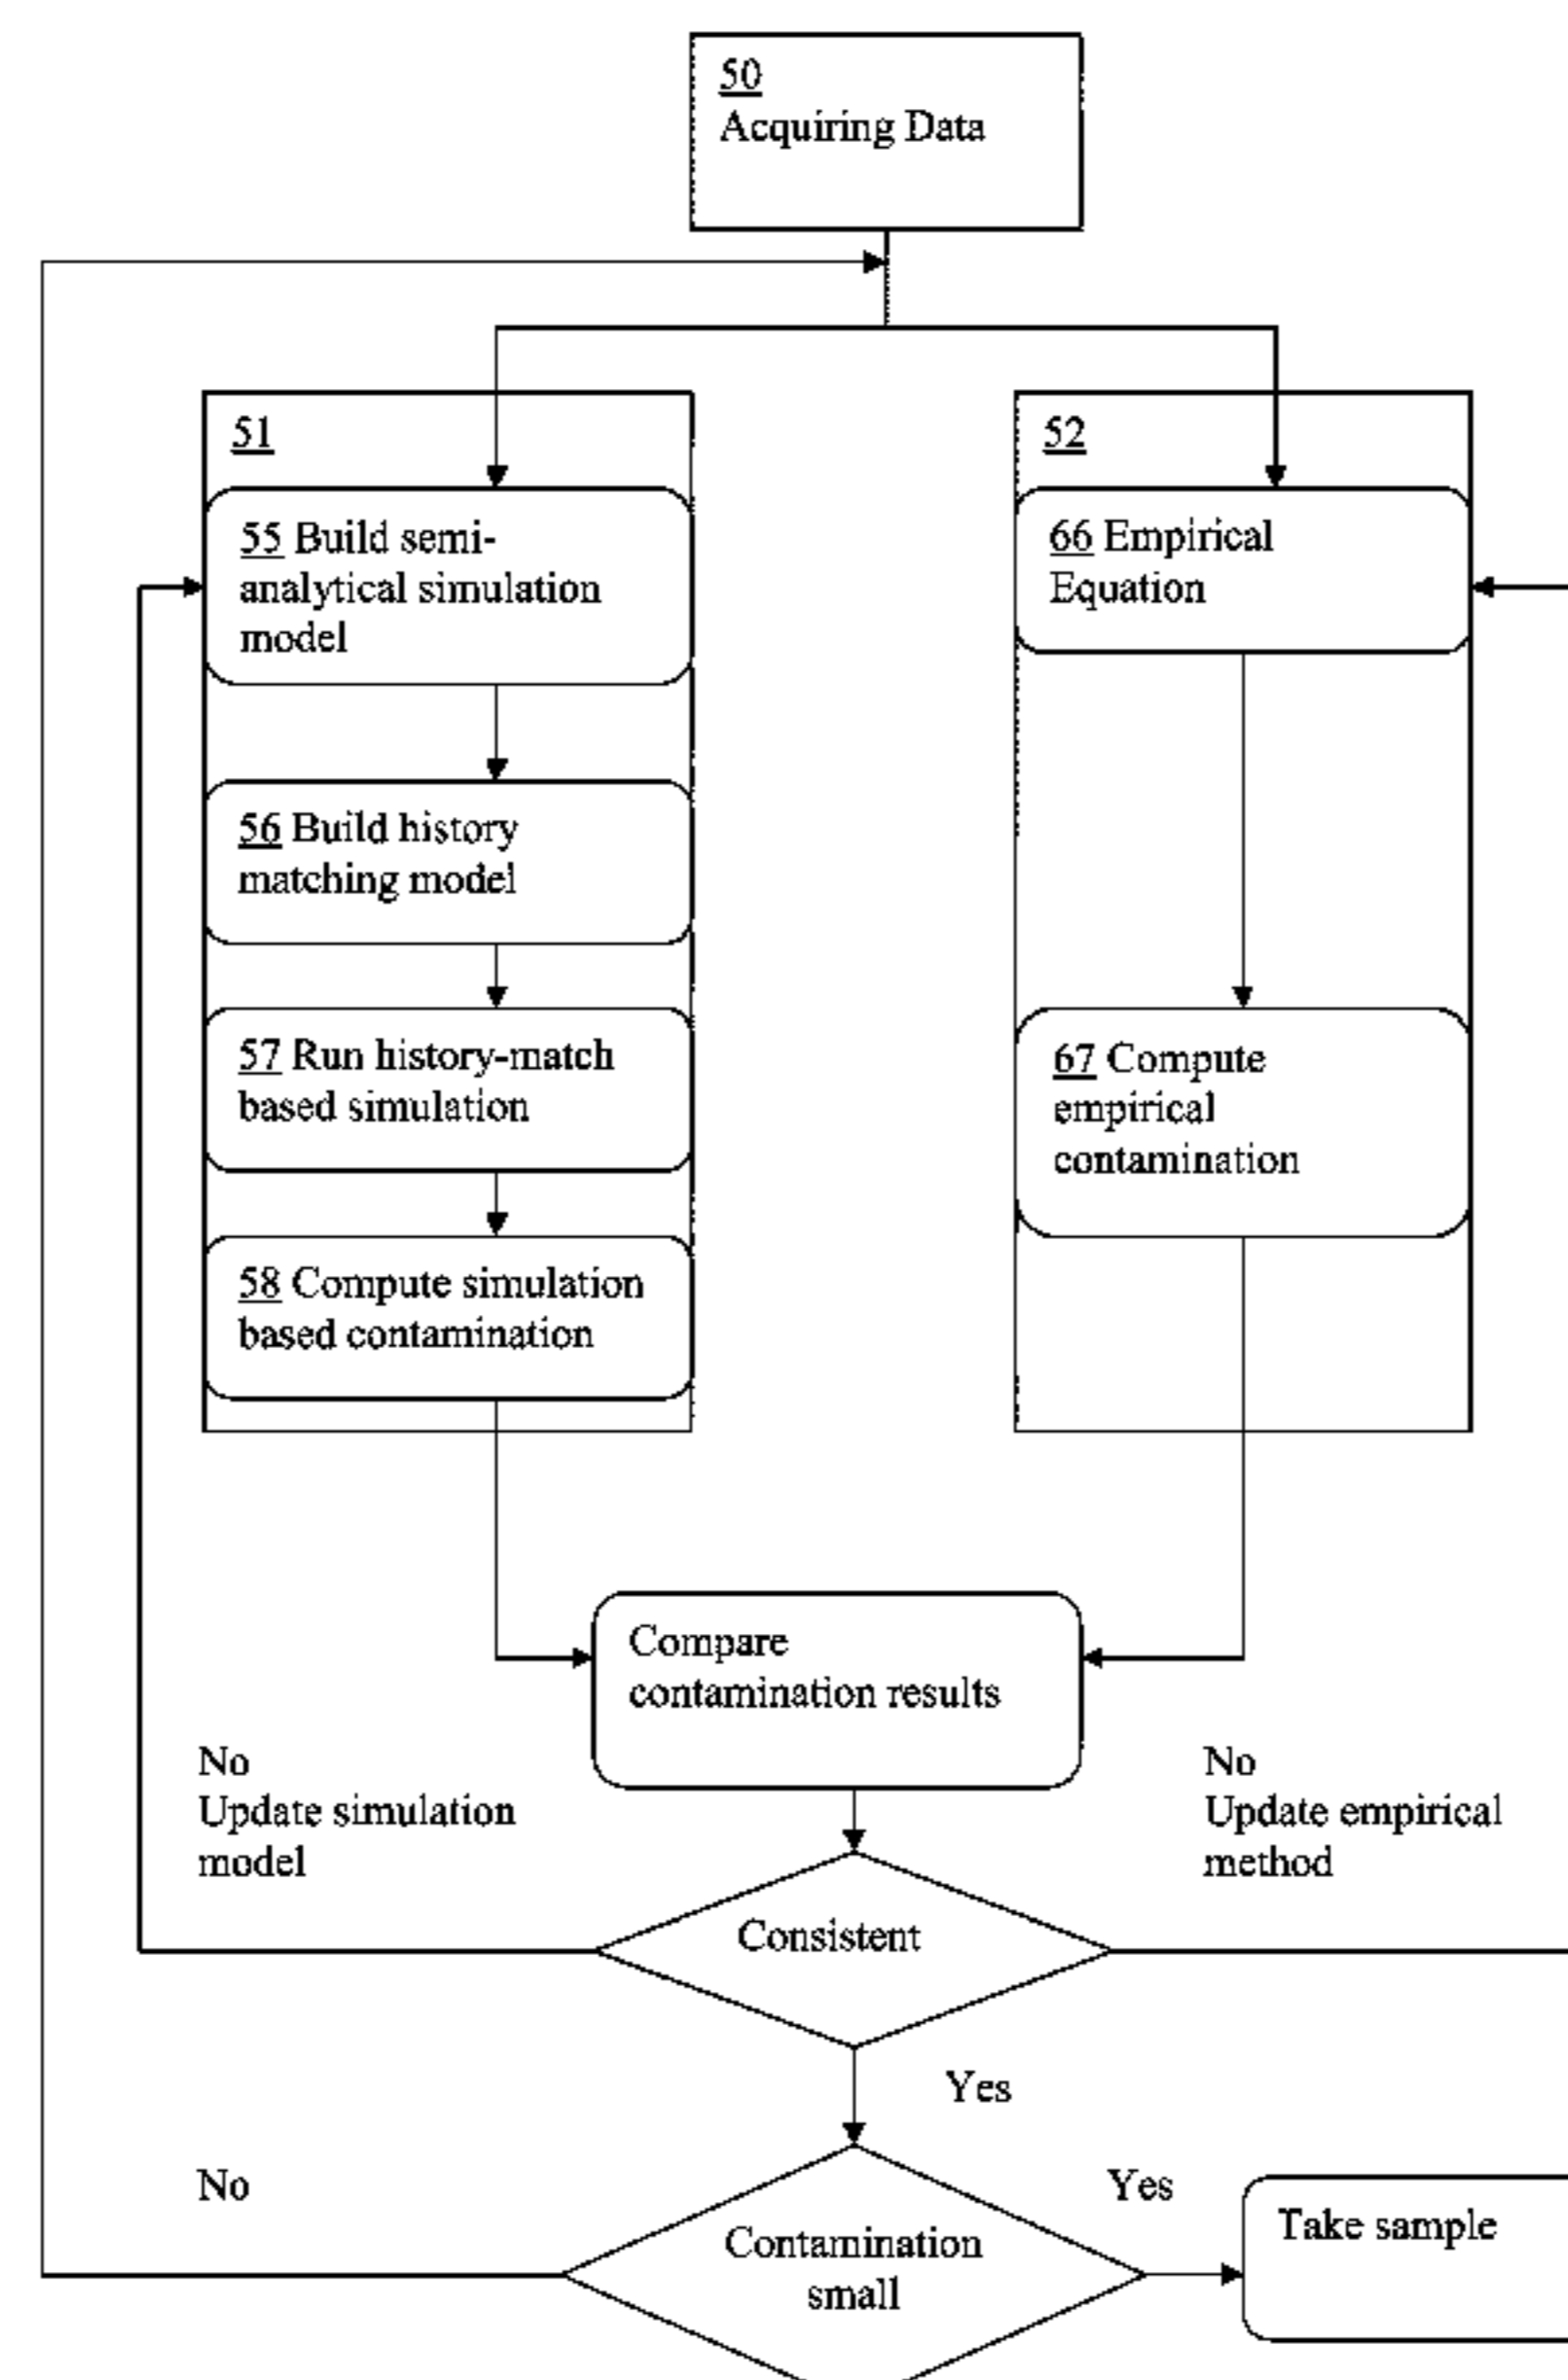 50
Acquiring Data
51
55 Build semi-
analytical simulation
model
56 Build history
matching model
57 Run history-match
based simulation
58 Compute simulation
based contamination
52
66 Empirical
Equation
67 Compute
empirical
contamination
Compare
contamination results
No
Update simulation
model
No
Update empirical
method
Consistent
Yes
No
Contamination
small
Yes
Take sample